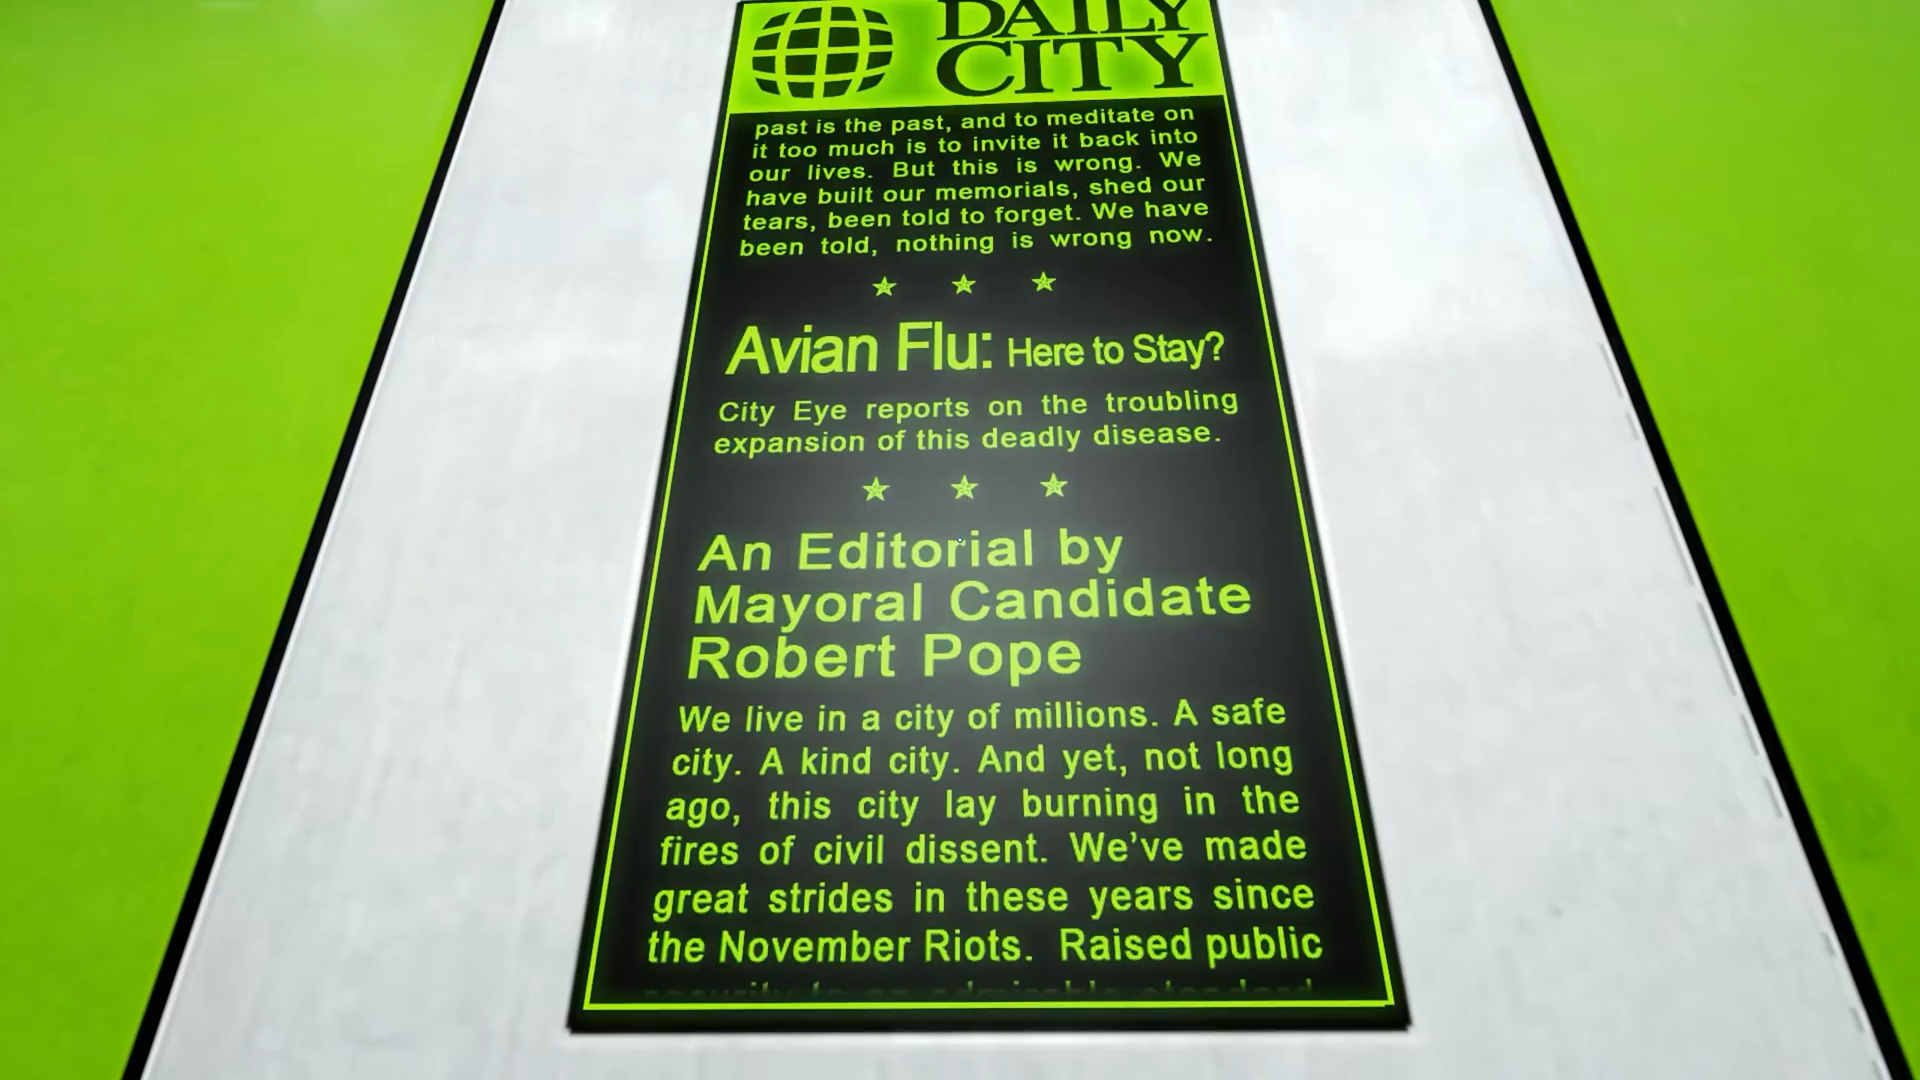 DAILY
CITY
past is the past, and to meditate on
it too much is to invite it back into
our lives. But this is wrong. We
have built our memorials, shed our
tears, been told to forget. We have
been told, nothing is wrong now.
Avian Flu: Here to Stay?
City Eye reports on the troubling
expansion of this deadly disease.
An Editorial by
Mayoral Candidate
Robert Pope
We live in a city of millions. A safe
city. A kind city. And yet, not long
ago, this city lay burning in the
fires of civil dissent. We’ve made
great strides in these years since
the November Riots. Raised public